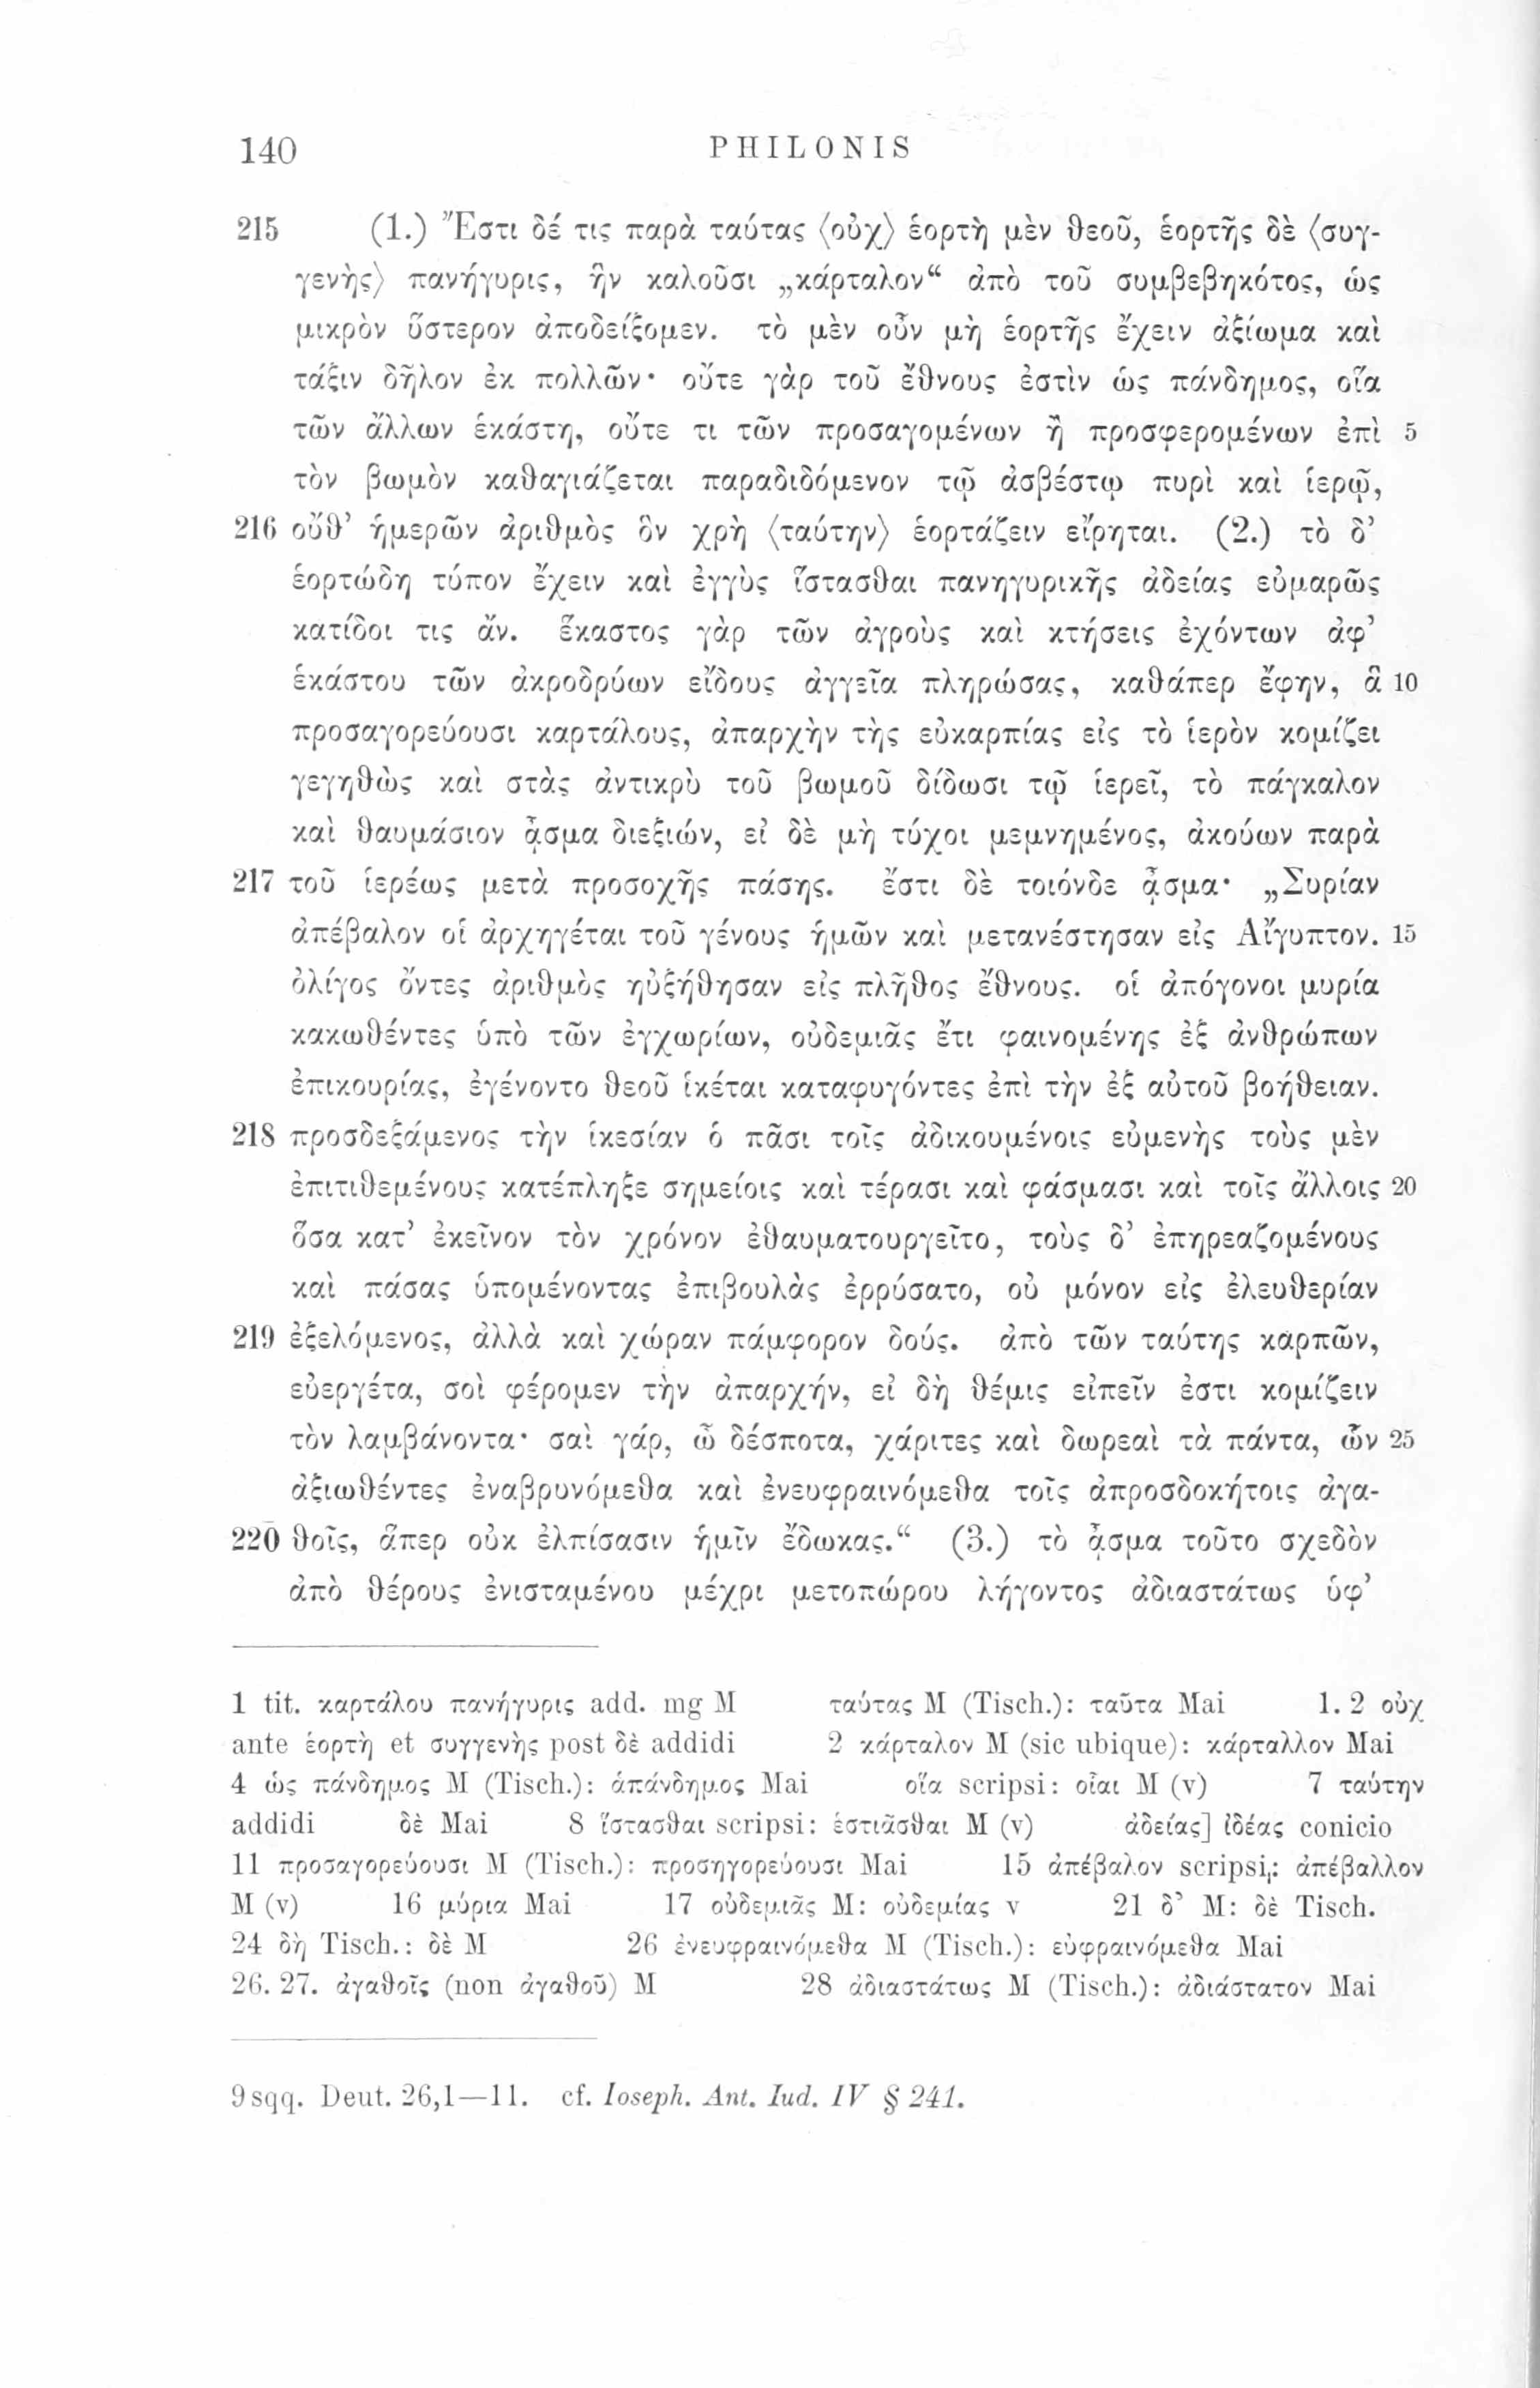 140 PHILONIS
215 (1.) Ἔστι δέ τις παρὰ ταύτας ⟨οὐχ⟩ ἑορτὴ μὲν θεοῦ, ἑορτῆς δὲ ⟨συγ-
γενὴς⟩ πανήγυρις, ἣν καλοῦσι „κάρταλον“ ἀπὸ τοῦ συμβεβηκότος, ὡς
μικρὸν ὕστερον ἀποδείξομεν. τὸ μὲν οὖν μὴ ἑορτῆς ἔχειν ἀξίωμα καὶ
τάξιν δῆλον ἐκ πολλῶν· οὔτε γὰρ τοῦ ἔθνους ἐστὶν ὡς πάνδημος, οἵα
τῶν ἄλλων ἑκάστη, οὔτε τι τῶν προσαγομένων ἢ προσφερομένων ἐπὶ 5
τὸν βωμὸν καθαγιάζεται παραδιδόμενον τῷ ἀσβέστῳ πυρὶ καὶ ἱερῷ,
216 οὔθ’ ἡμερῶν ἀριθμὸς ὃν χρὴ ⟨ταύτην⟩ ἑορτάζειν εἴρηται. (2.) τὸ δ’
ἑορτώδη τύπον ἔχειν καὶ ἐγγὺς ἵστασθαι πανηγυρικῆς ἀδείας εὐμαρῶς
κατίδοι τις ἄν. ἕκαστος γὰρ τῶν ἀγροὺς καὶ κτήσεις ἐχόντων ἀφ’
ἑκάστου τῶν ἀκροδρύων εἴδους ἀγγεῖα πληρώσας, καθάπερ ἔφην, ἃ 10
προσαγορεύουσι καρτάλους, ἀπαρχὴν τῆς εὐκαρπίας εἰς τὸ ἱερὸν κομίζει
γεγηθὼς καὶ στὰς ἀντικρὺ τοῦ βωμοῦ δίδωσι τῷ ἱερεῖ, τὸ πάγκαλον
καὶ θαυμάσιον ᾆσμα διεξιών, εἰ δὲ μὴ τύχοι μεμνημένος, ἀκούων παρὰ
217 τοῦ ἱερέως μετὰ προσοχῆς πάσης. ἔστι δὲ τοιόνδε ᾆσμα· „Συρίαν
ἀπέβαλον οἱ ἀρχηγέται τοῦ γένους ἡμῶν καὶ μετανέστησαν εἰς Αἴγυπτον. 15
ὀλίγος ὄντες ἀριθμὸς ηὐξήθησαν εἰς πλῆθος ἔθνους. οἱ ἀπόγονοι μυρία
κακωθέντες ὑπὸ τῶν ἐγχωρίων, οὐδεμιᾶς ἔτι φαινομένης ἐξ ἀνθρώπων
ἐπικουρίας, ἐγένοντο θεοῦ ἱκέται καταφυγόντες ἐπὶ τὴν ἐξ αὐτοῦ βοήθειαν.
218 προσδεξάμενος τὴν ἱκεσίαν ὁ πᾶσι τοῖς ἀδικουμένοις εὐμενὴς τοὺς μὲν
ἐπιτιθεμένους κατέπληξε σημείοις καὶ τέρασι καὶ φάσμασι καὶ τοῖς ἄλλοις 20
ὅσα κατ’ ἐκεῖνον τὸν χρόνον ἐθαυματουργεῖτο, τοὺς δ’ ἐπηρεαζομένους
καὶ πάσας ὑπομένοντας ἐπιβουλὰς ἐρρύσατο, οὐ μόνον εἰς ἐλευθερίαν
219 ἐξελόμενος, ἀλλὰ καὶ χώραν πάμφορον δούς. ἀπὸ τῶν ταύτης καρπῶν,
εὐεργέτα, σοὶ φέρομεν τὴν ἀπαρχήν, εἰ δὴ θέμις εἰπεῖν ἐστι κομίζειν
τὸν λαμβάνοντα· σαὶ γάρ, ὦ δέσποτα, χάριτες καὶ δωρεαὶ τὰ πάντα, ὧν 25
ἀξιωθέντες ἐναβρυνόμεθα καὶ ἐνευφραινόμεθα τοῖς ἀπροσδοκήτοις ἀγα-
220 θοῖς, ἅπερ οὐκ ἐλπίσασιν ἡμῖν ἔδωκας.“ (3.) τὸ ᾆσμα τοῦτο σχεδὸν
ἀπὸ θέρους ἐνισταμένου μέχρι μετοπώρου λήγοντος ἀδιαστάτως ὑφ’
1 tit. καρτάλου πανήγυρις add. mg M ταύτας M (Tisch.): ταῦτα Mai 1. 2 οὐχ
ante ἑορτὴ et συγγενὴς post δὲ addidi 2 κάρταλον M (sic ubique): κάρταλλον Mai
4 ὡς πάνδημος M (Tisch.): ἁπάνδημος Mai οἵα scripsi: οἷαι M (v) 7 ταύτην
addidi δὲ Mai 8 ἵστασθαι scripsi: ἑστιᾶσθαι M (v) ἀδείας] ἰδέας conicio
11 προσαγορεύουσι M (Tisch.): προσηγορεύουσι Mai 15 ἀπέβαλον scripsi,: ἀπέβαλλον
M (v) 16 μύρια Mai 17 οὐδεμιᾶς M: οὐδεμίας v 21 δ’ M: δὲ Tisch.
24 δὴ Tisch.: δὲ M 26 ἐνευφραινόμεθα M (Tisch.): εὐφραινόμεθα Mai
26. 27. ἀγαθοῖς (non ἀγαθοῦ) M 28 ἀδιαστάτως M (Tisch.): ἀδιάστατον Mai
9 sqq. Deut. 26,1—11. cf. Ioseph. Ant. Iud. IV § 241.